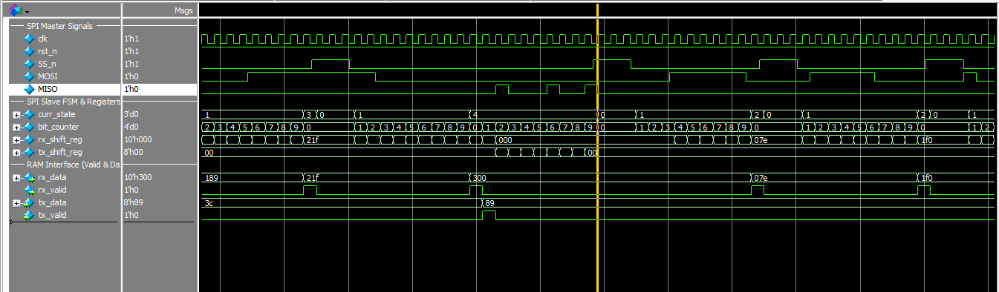 Msgs
SPI Master Signals
clk 1'h1
rst_n 1'h1
SS_n 1'h1
MOSI 1'h0
MISO 1'h0
SPI Slave FSM & Registers
curr_state 3'd0 1 3 0 1 4 0 1 2 0 1 2 0 1
bit_counter 4'd0 2 3 4 5 6 7 8 9 0 1 2 3 4 5 6 7 8 9 0 1 2 3 4 5 6 7 8 9 0 1 2 3 4 5 6 7 8 9 0 1 2 3 4 5 6 7 8 9 0 1 2
rx_shift_reg 10'h000 21f 000 07e 1f0
tx_shift_reg 8'h00 00 00
RAM Interface (Valid & Da
rx_data 10'h300 189 21f 300 07e 1f0
rx_valid 1'h0
tx_data 8'h89 3c 89
tx_valid 1'h0